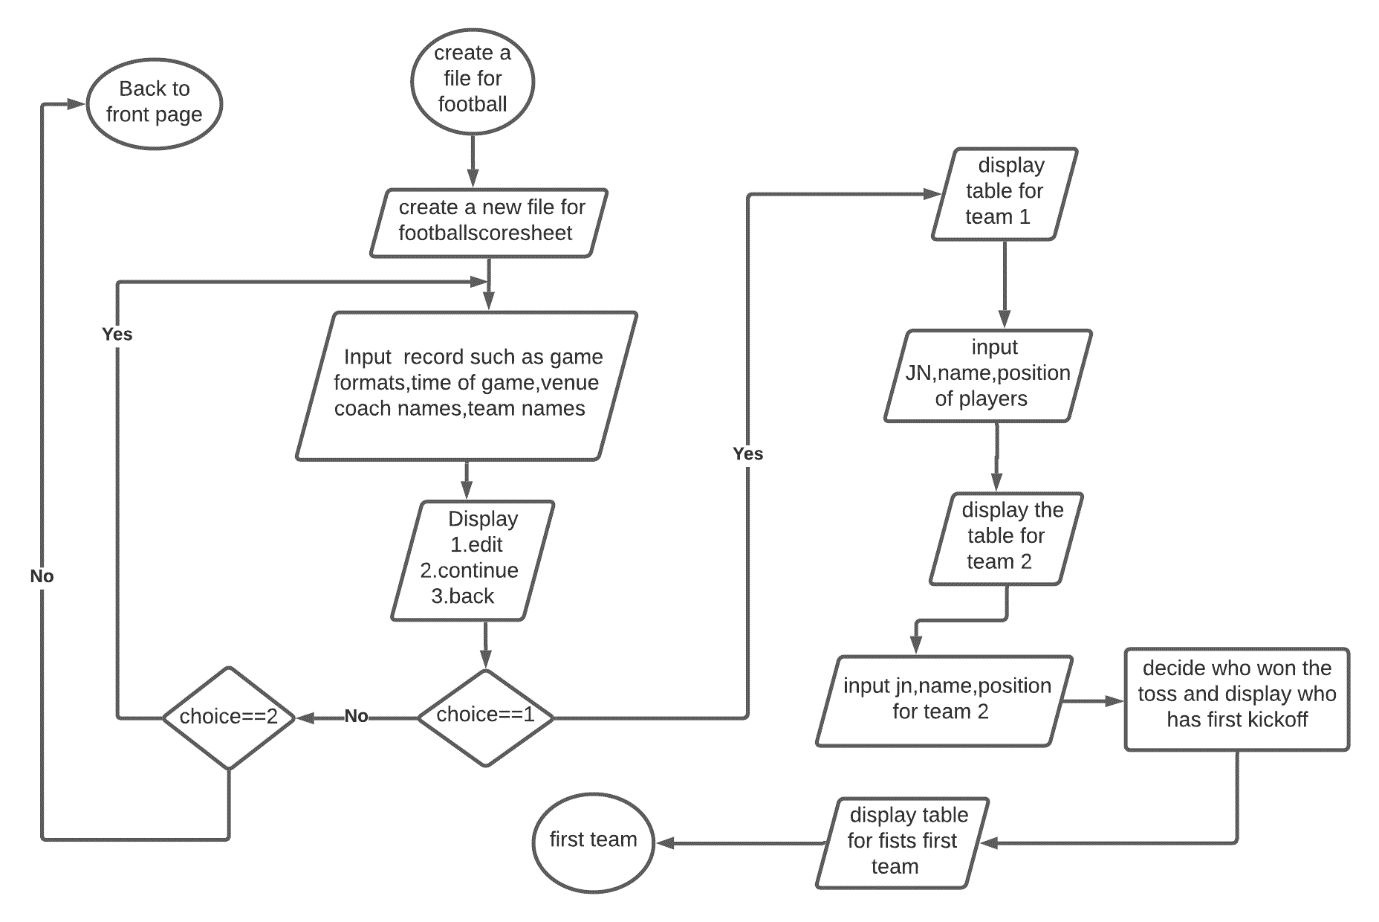 create a
file for
football
Back to
front page
create a new file for
footballscoresheet
Yes
Input  record such as game
formats,time of game,venue
coach names,team names
Display
1.edit
2.continue
3.back
No
choice==2
No
choice==1
Yes
display
table for
team 1
input
JN,name,position
of players
display the
table for
team 2
input jn,name,position
for team 2
decide who won the
toss and display who
has first kickoff
display table
for fists first
team
first team